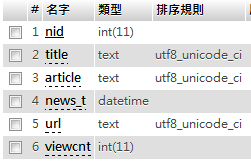 # 名字 類型 排序規則
1 nid int(11)
2 title text utf8_unicode_ci
3 article text utf8_unicode_ci
4 news_t datetime
5 url text utf8_unicode_ci
6 viewcnt int(11)